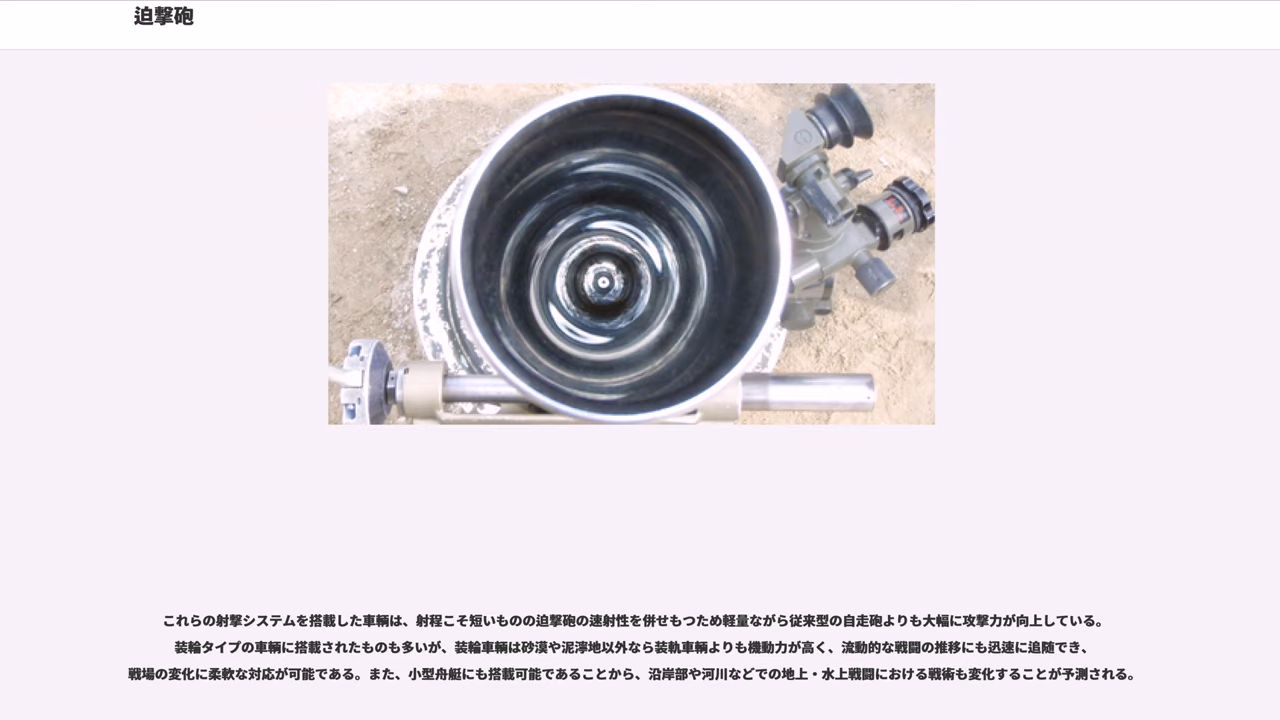 迫撃砲
これらの射撃システムを搭載した車輌は、射程こそ短いものの迫撃砲の速射性を併せもつため軽量ながら従来型の自走砲よりも大幅に攻撃力が向上している。
装輪タイプの車輌に搭載されたものも多いが、装輪車輌は砂漠や泥濘地以外なら装軌車輌よりも機動力が高く、流動的な戦闘の推移にも迅速に追随でき、
戦場の変化に柔軟な対応が可能である。また、小型舟艇にも搭載可能であることから、沿岸部や河川などでの地上・水上戦闘における戦術も変化することが予測される。